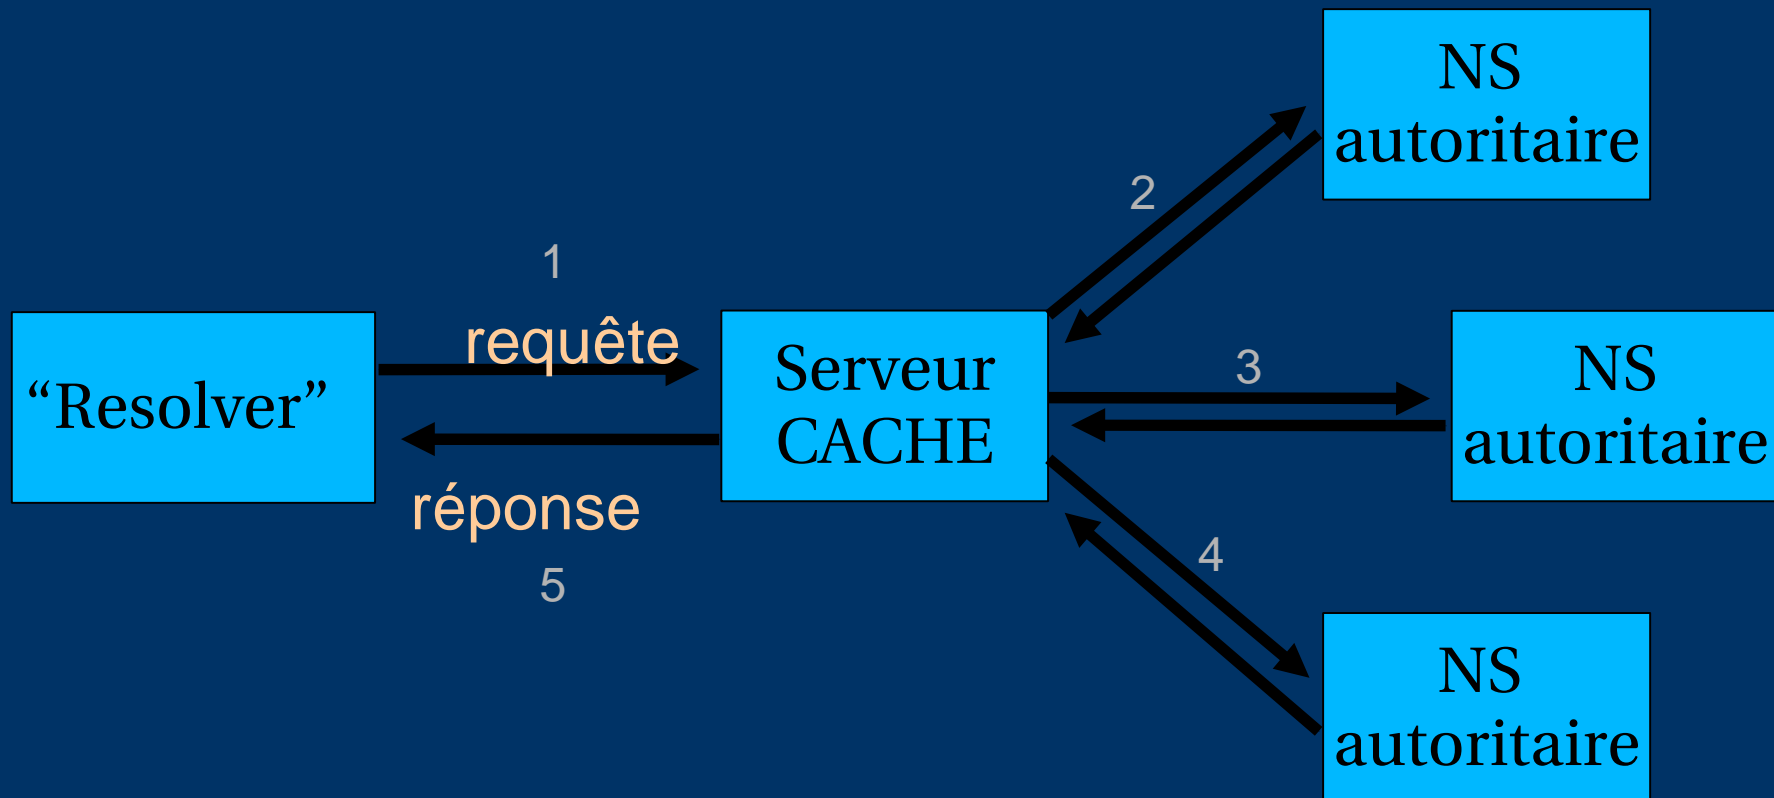 NS
autoritaire
2
1
requête
“Resolver”
Serveur
CACHE
3
NS
autoritaire
réponse
5
4
NS
autoritaire